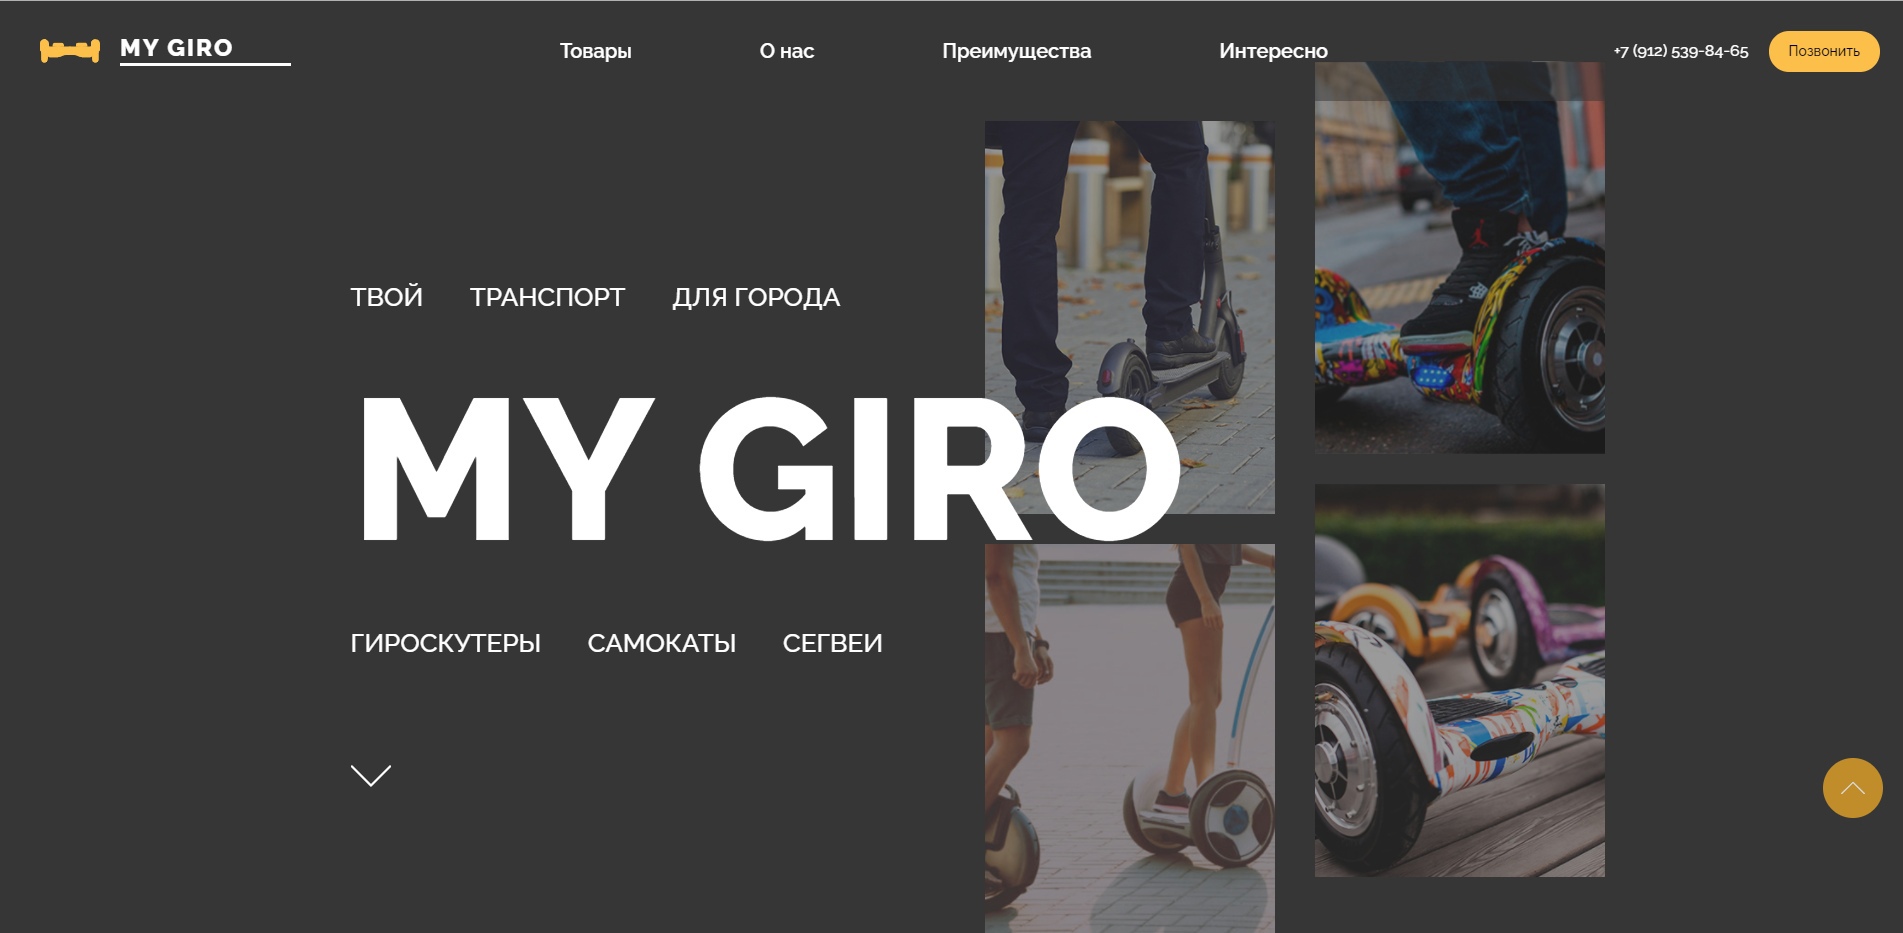 MY GIRO
Товары О нас Преимущества Интересно
+7 (912) 539-84-65 Позвонить
ТВОЙ ТРАНСПОРТ ДЛЯ ГОРОДА
MY GIRO
ГИРОСКУТЕРЫ САМОКАТЫ СЕГВЕИ